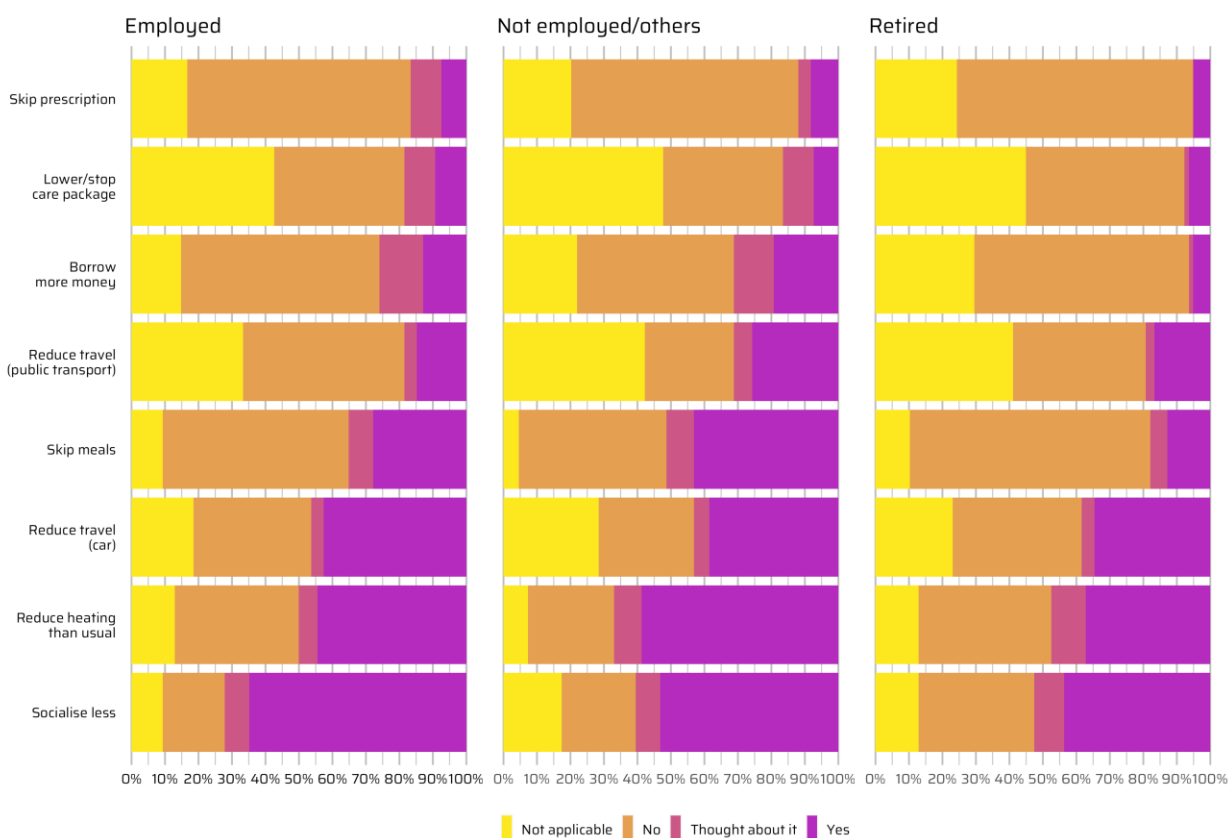 Employed
Not employed/others
Retired
Skip prescription
Lower/stop
care package
Borrow
more money
Reduce travel
(public transport)
Skip meals
Reduce travel
(car)
Reduce heating
than usual
Socialise less
0% 10% 20% 30% 40% 50% 60% 70% 80% 90% 100%
0% 10% 20% 30% 40% 50% 60% 70% 80% 90% 100%
0% 10% 20% 30% 40% 50% 60% 70% 80% 90% 100%
Not applicable No Thought about it Yes